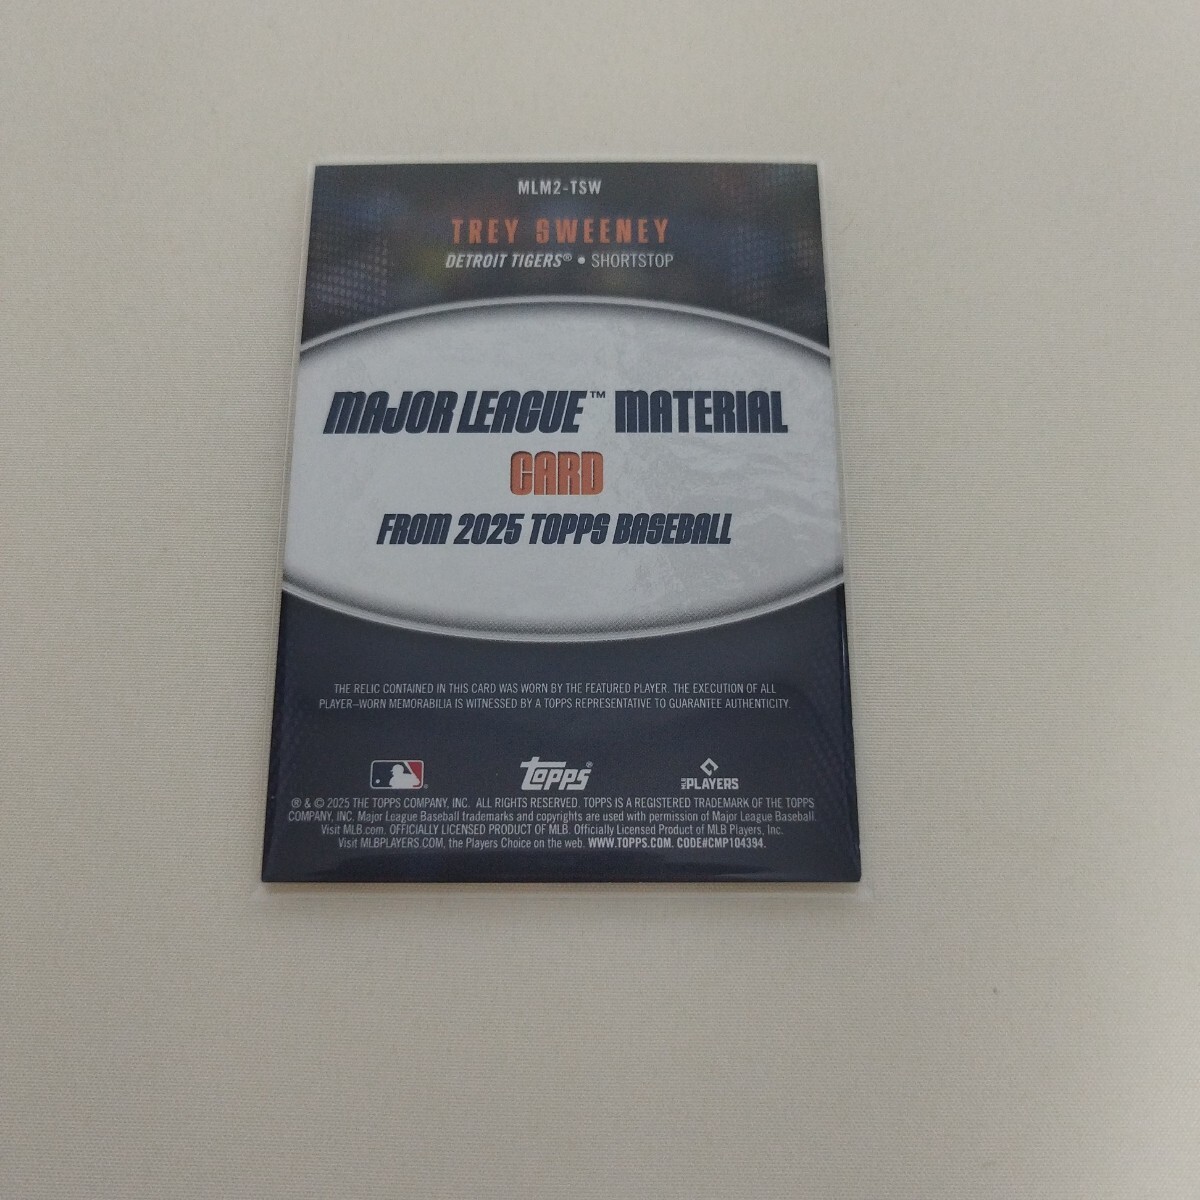 MLM2-TSW
TREY SWEENEY
DETROIT TIGERS® • SHORTSTOP
MAJOR LEAGUE™ MATERIAL
CARD
FROM 2025 TOPPS BASEBALL
THE RELIC CONTAINED IN THIS CARD WAS WORN BY THE FEATURED PLAYER. THE EXECUTION OF ALL
PLAYER-WORN MEMORABILIA IS WITNESSED BY A TOPPS REPRESENTATIVE TO GUARANTEE AUTHENTICITY.
topps®
MLB PLAYERS
® & © 2025 THE TOPPS COMPANY, INC. ALL RIGHTS RESERVED. TOPPS IS A REGISTERED TRADEMARK OF THE TOPPS
COMPANY, INC. Major League Baseball trademarks and copyrights are used with permission of Major League Baseball.
Visit MLB.com. OFFICIALLY LICENSED PRODUCT OF MLB. Officially Licensed Product of MLB Players, Inc.
Visit MLBPLAYERS.COM, the Players Choice on the web. WWW.TOPPS.COM. CODE#CMP104394.